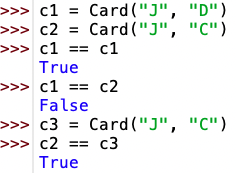 >>> c1 = Card("J", "D")
>>> c2 = Card("J", "C")
>>> c1 == c1
True
>>> c1 == c2
False
>>> c3 = Card("J", "C")
>>> c2 == c3
True